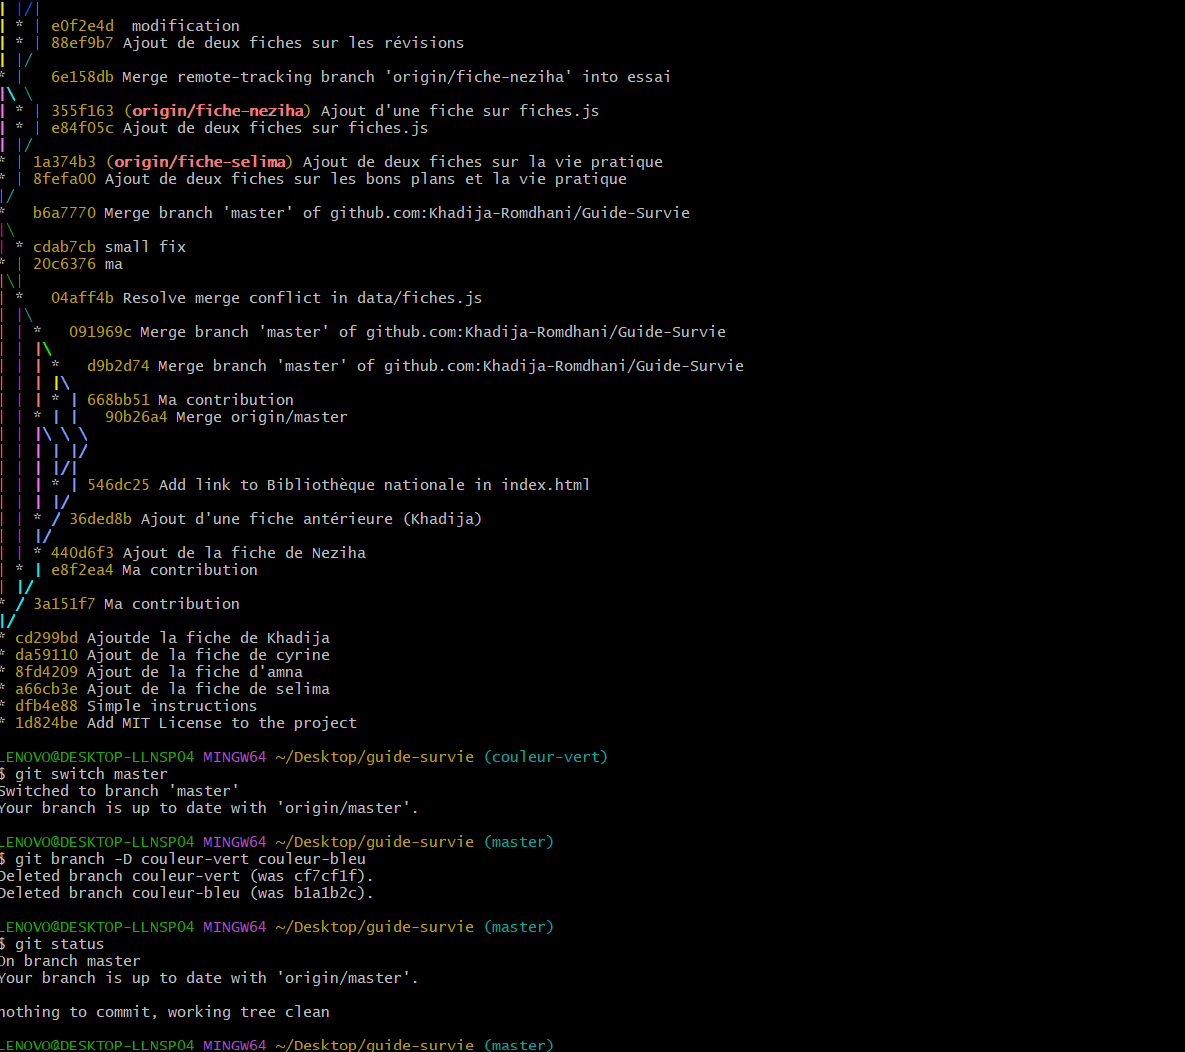 | |/|
| * | e0f2e4d  modification
| * | 88ef9b7 Ajout de deux fiches sur les révisions
| |/
* |   6e158db Merge remote-tracking branch 'origin/fiche-neziha' into essai
|\ \
| * | 355f163 (origin/fiche-neziha) Ajout d'une fiche sur fiches.js
| * | e84f05c Ajout de deux fiches sur fiches.js
| |/
* | 1a374b3 (origin/fiche-selima) Ajout de deux fiches sur la vie pratique
* | 8fefa00 Ajout de deux fiches sur les bons plans et la vie pratique
|/
*   b6a7770 Merge branch 'master' of github.com:Khadija-Romdhani/Guide-Survie
|\
| * cdab7cb small fix
* | 20c6376 ma
|\|
| *   04aff4b Resolve merge conflict in data/fiches.js
| |\
| | *   091969c Merge branch 'master' of github.com:Khadija-Romdhani/Guide-Survie
| | |\
| | | *   d9b2d74 Merge branch 'master' of github.com:Khadija-Romdhani/Guide-Survie
| | | |\
| | | * | 668bb51 Ma contribution
| | * | |   90b26a4 Merge origin/master
| | |\ \ \
| | | | |/
| | | |/|
| | | * | 546dc25 Add link to Bibliothèque nationale in index.html
| | | |/
| | * / 36ded8b Ajout d'une fiche antérieure (Khadija)
| | |/
| | * 440d6f3 Ajout de la fiche de Neziha
| * | e8f2ea4 Ma contribution
| |/
* / 3a151f7 Ma contribution
|/
* cd299bd Ajoutde la fiche de Khadija
* da59110 Ajout de la fiche de cyrine
* 8fd4209 Ajout de la fiche d'amna
* a66cb3e Ajout de la fiche de selima
* dfb4e88 Simple instructions
* 1d824be Add MIT License to the project
LENOVO@DESKTOP-LLNSPO4 MINGW64 ~/Desktop/guide-survie (couleur-vert)
$ git switch master
Switched to branch 'master'
Your branch is up to date with 'origin/master'.
LENOVO@DESKTOP-LLNSPO4 MINGW64 ~/Desktop/guide-survie (master)
$ git branch -D couleur-vert couleur-bleu
Deleted branch couleur-vert (was cf7cf1f).
Deleted branch couleur-bleu (was b1a1b2c).
LENOVO@DESKTOP-LLNSPO4 MINGW64 ~/Desktop/guide-survie (master)
$ git status
On branch master
Your branch is up to date with 'origin/master'.
nothing to commit, working tree clean
LENOVO@DESKTOP-LLNSPO4 MINGW64 ~/Desktop/guide-survie (master)